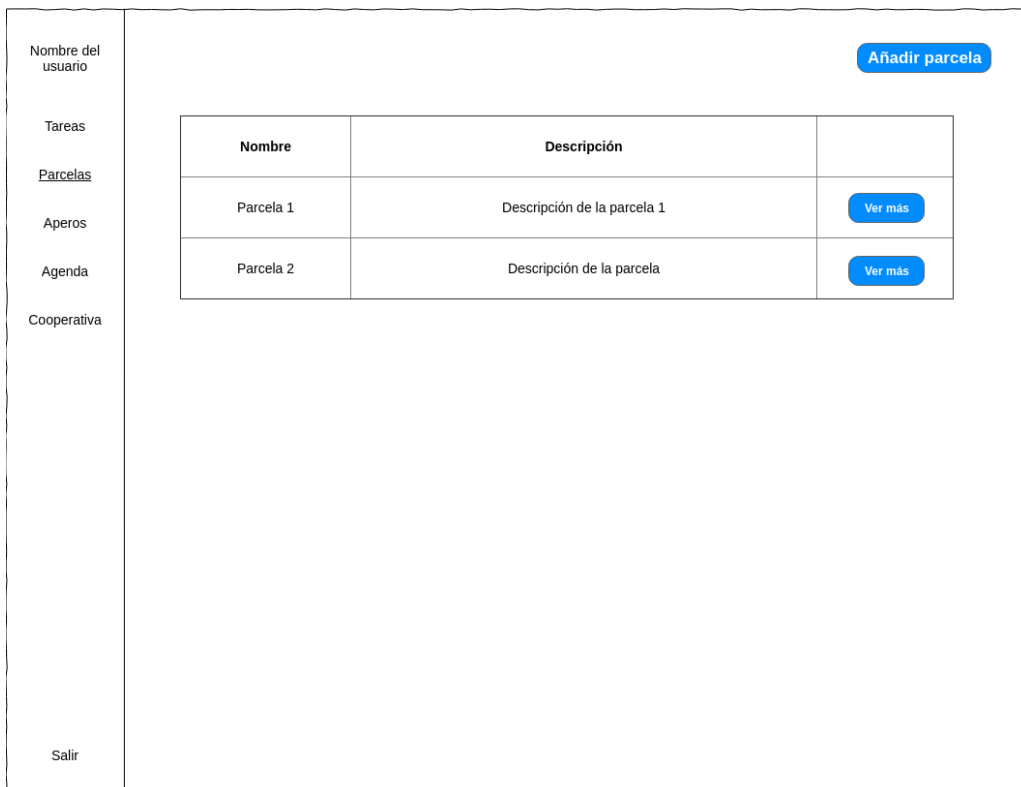 Nombre del
usuario
Tareas
Parcelas
Aperos
Agenda
Cooperativa
Salir
Añadir parcela
Nombre Descripción
Parcela 1 Descripción de la parcela 1 Ver más
Parcela 2 Descripción de la parcela Ver más